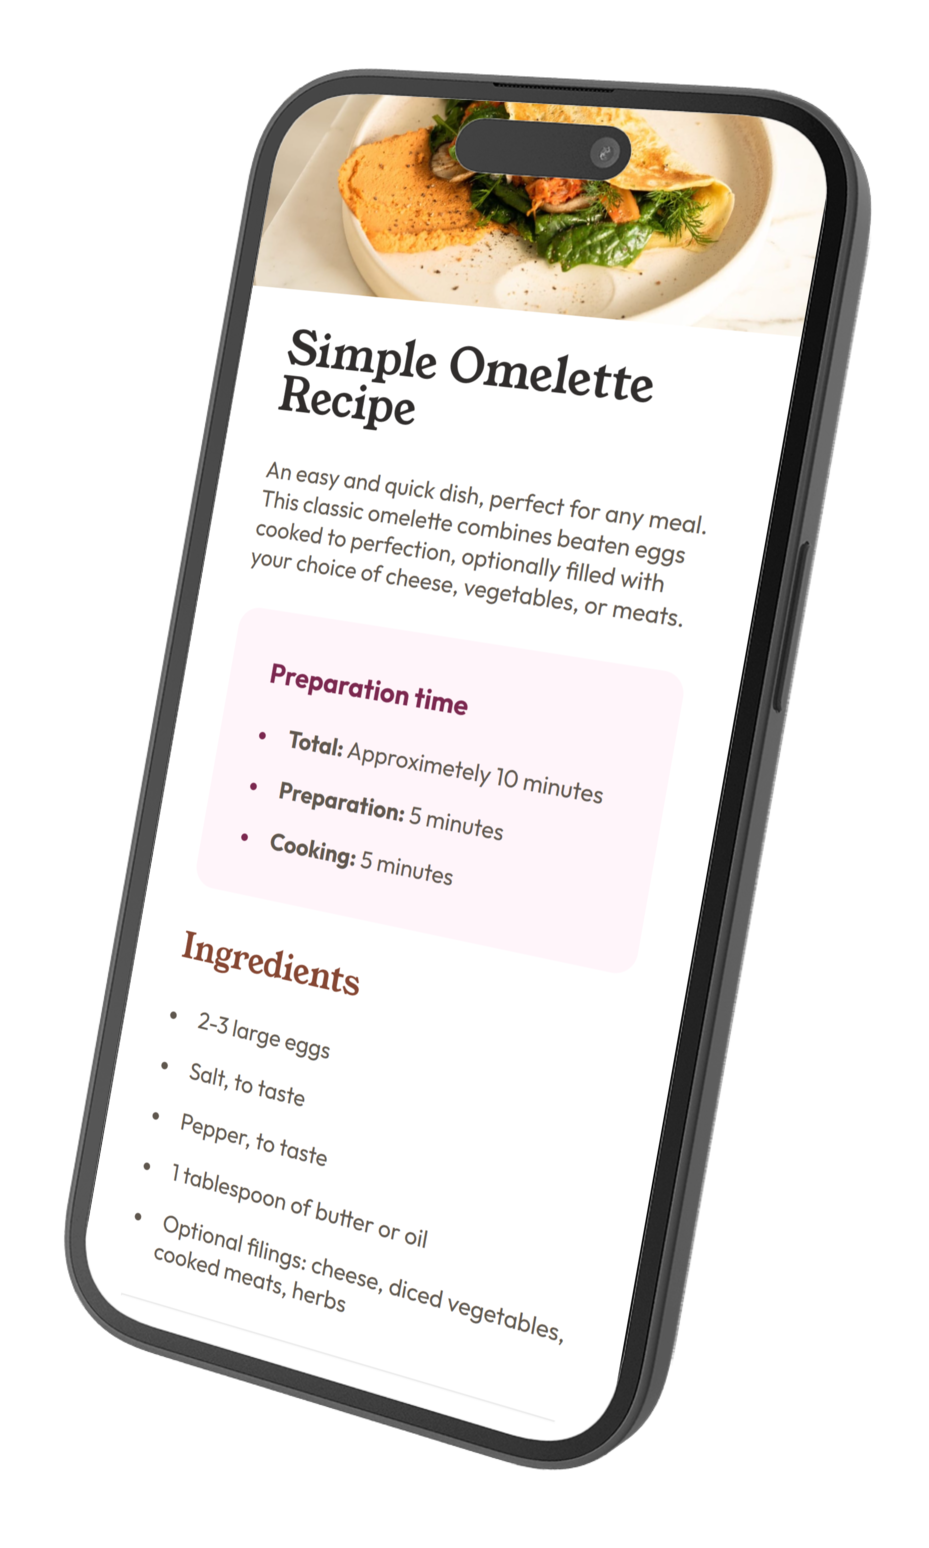 Simple Omelette
Recipe
An easy and quick dish, perfect for any meal.
This classic omelette combines beaten eggs
cooked to perfection, optionally filled with
your choice of cheese, vegetables, or meats.
Preparation time
• Total: Approximetely 10 minutes
• Preparation: 5 minutes
• Cooking: 5 minutes
Ingredients
• 2-3 large eggs
• Salt, to taste
• Pepper, to taste
• 1 tablespoon of butter or oil
• Optional filings: cheese, diced vegetables,
cooked meats, herbs